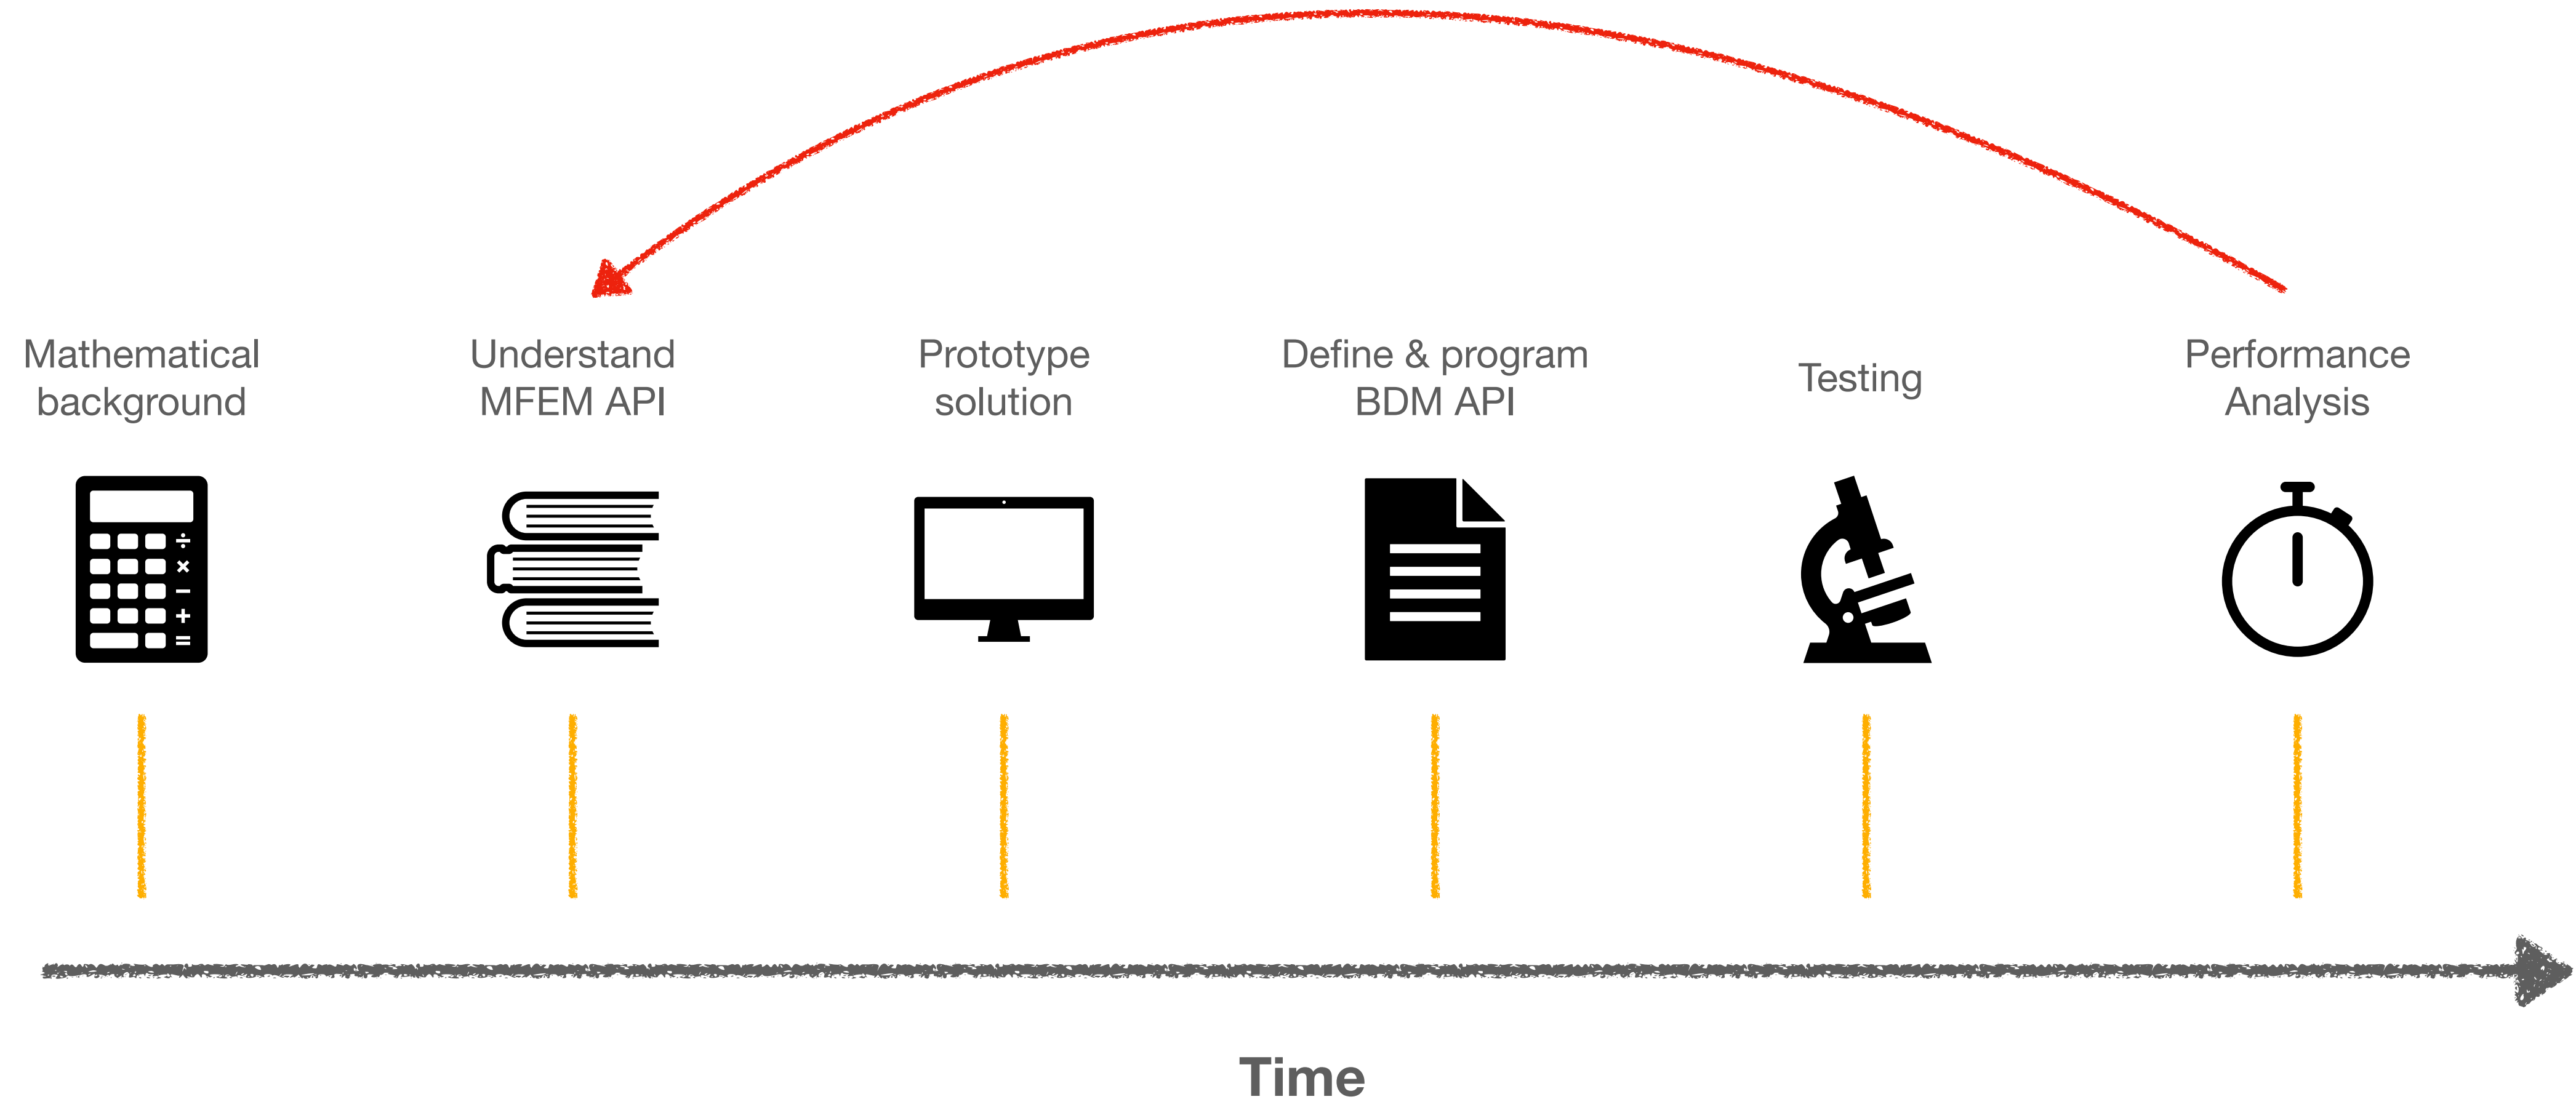 Mathematical
background
Understand
MFEM API
Prototype
solution
Define & program
BDM API
Testing
Performance
Analysis
Time